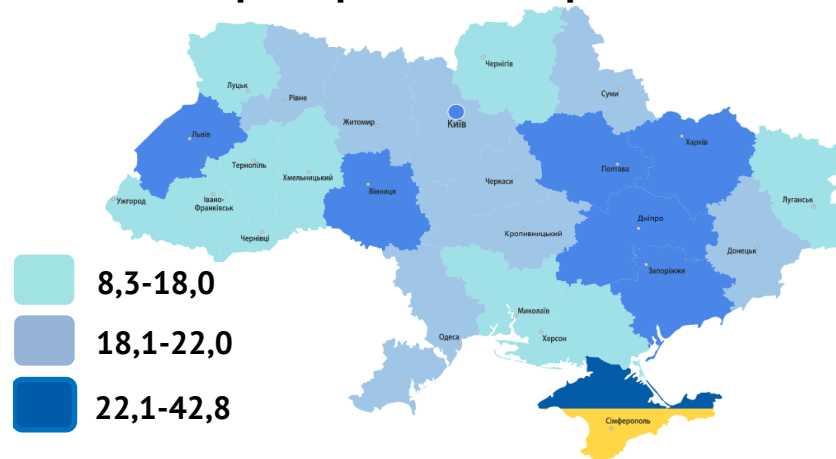 Чернігів
Луцьк
Рівне
Суми
Житомир
Київ
Львів
Харків
Тернопіль
Хмельницький
Полтава
Черкаси
Вінниця
Ужгород
Івано-
Франківськ
Луганськ
Дніпро
Чернівці
Кропивницький
Донецьк
Запоріжжя
8,3-18,0
Миколаїв
18,1-22,0
Одеса
Херсон
22,1-42,8
Сімферополь